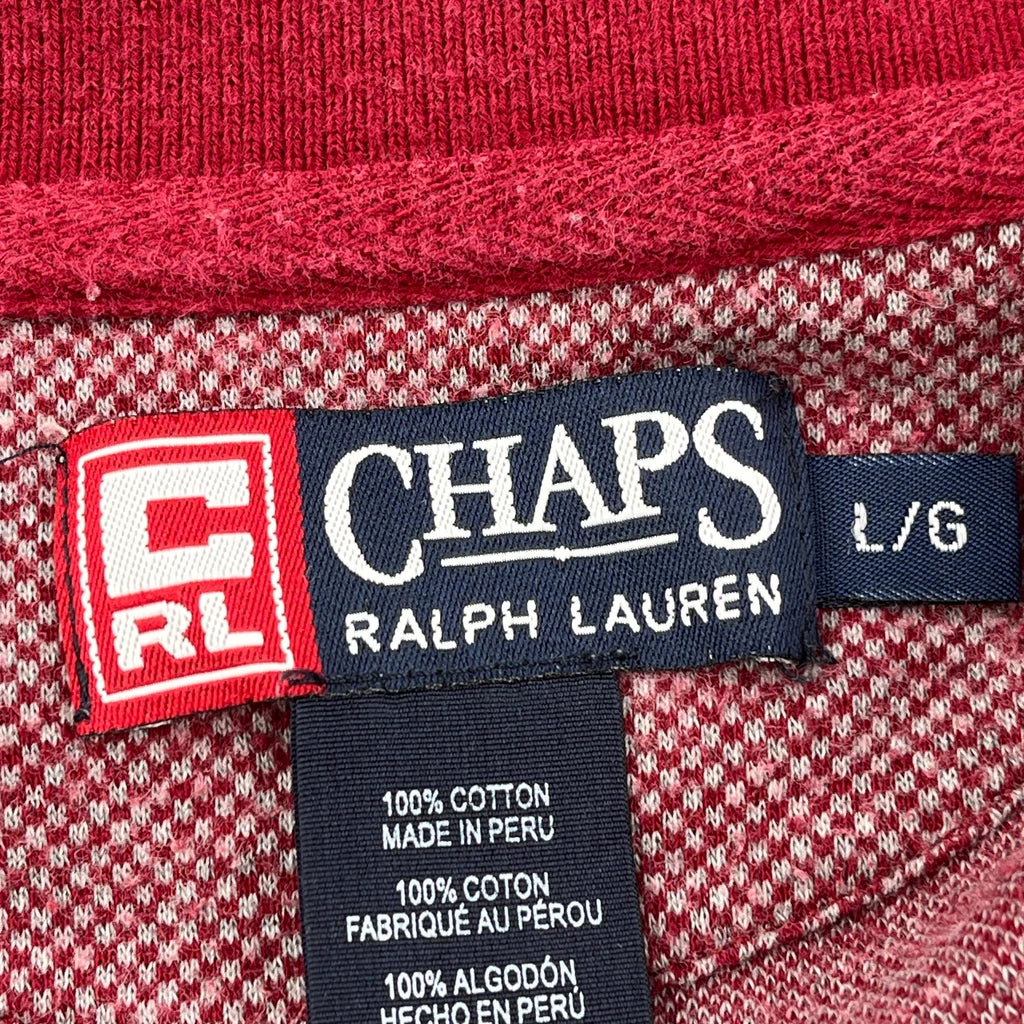 C
RL
CHAPS
RALPH LAUREN
L/G
100% COTTON
MADE IN PERU
100% COTON
FABRIQUÉ AU PÉROU
100% ALGODÓN
HECHO EN PERÚ